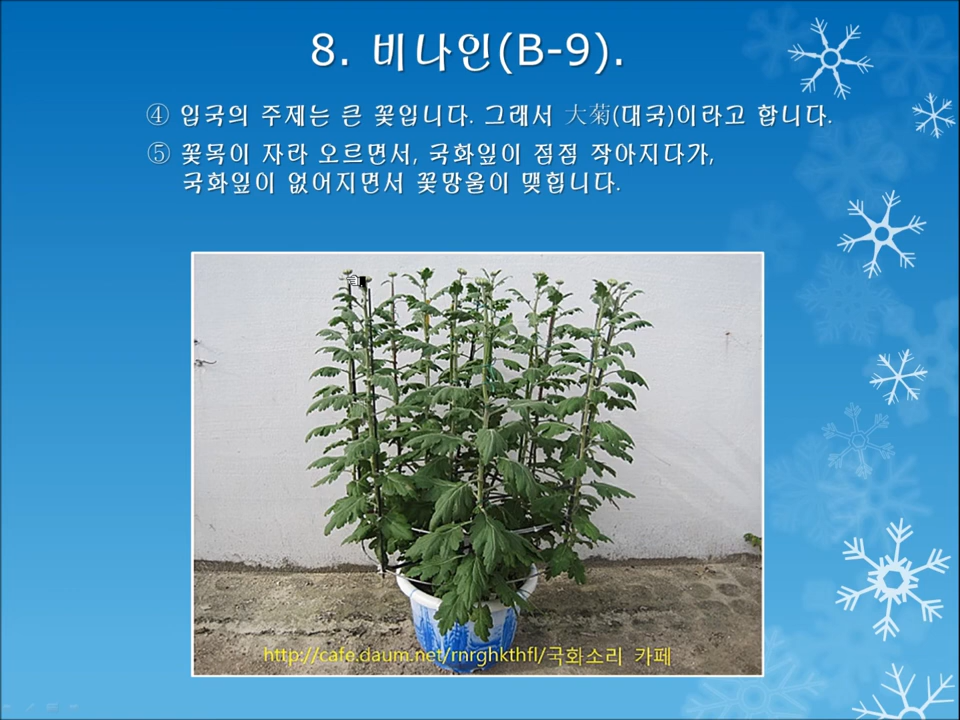 8. 비나인(B-9).
④ 입국의 주제는 큰 꽃입니다. 그래서 大菊(대국)이라고 합니다.
⑤ 꽃목이 자라 오르면서, 국화잎이 점점 작아지다가,
국화잎이 없어지면서 꽃망울이 맺힙니다.
http://cafe.daum.net/rnrghkthfl/국화소리 카페